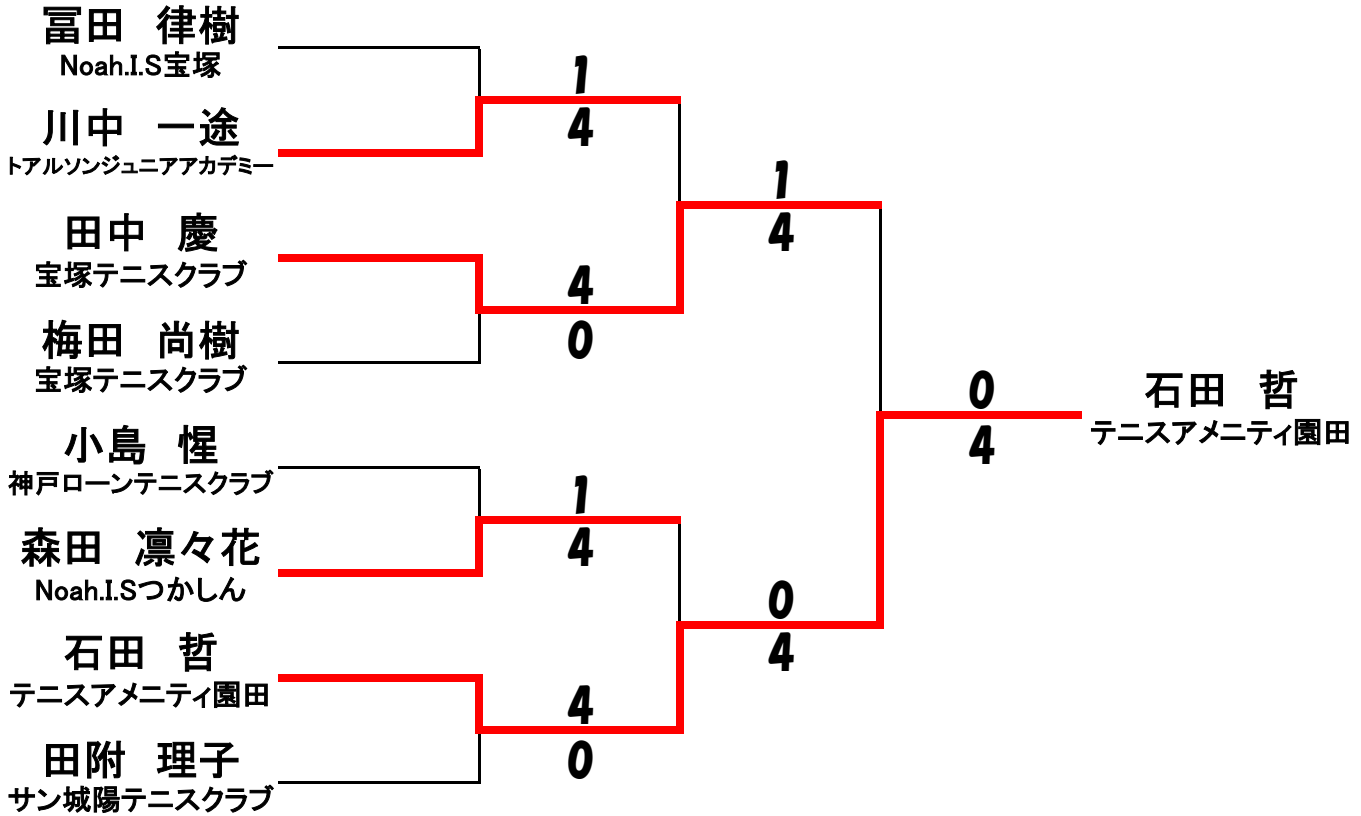 冨田　律樹
Noah.I.S宝塚
川中　一途
トアルソンジュニアアカデミー
田中　慶
宝塚テニスクラブ
梅田　尚樹
宝塚テニスクラブ
小島　惺
神戸ローンテニスクラブ
森田　凛々花
Noah.I.Sつかしん
石田　哲
テニスアメニティ園田
田附　理子
サン城陽テニスクラブ
1
4
4
0
1
4
4
0
1
4
0
4
0
4
石田　哲
テニスアメニティ園田